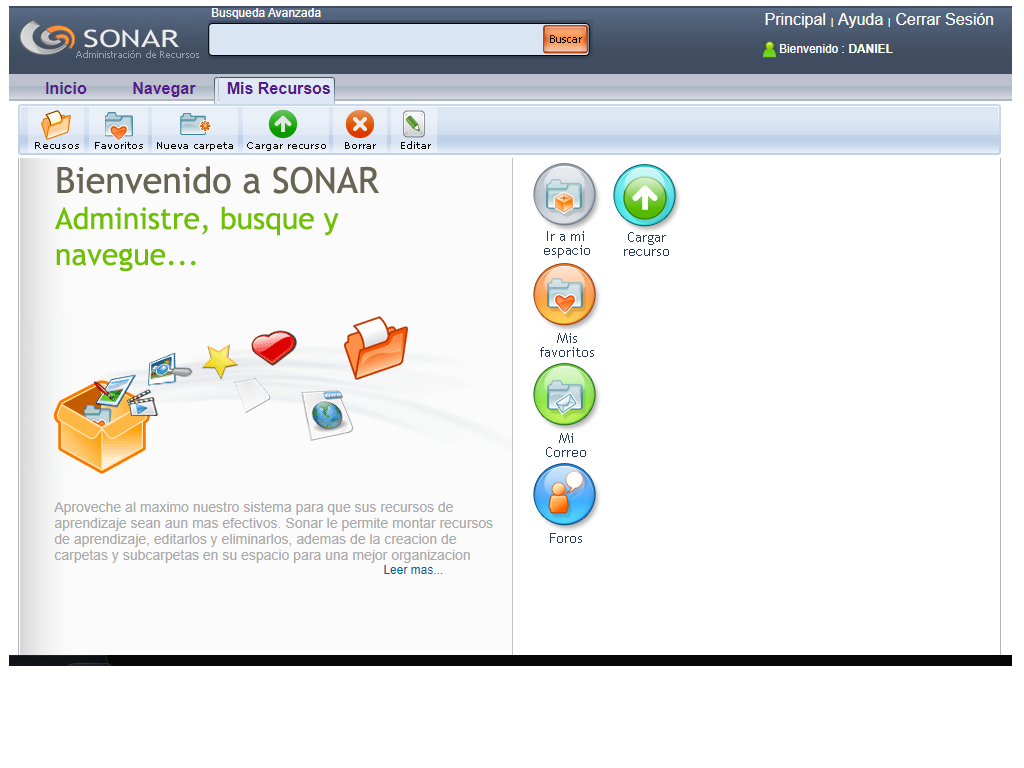 Busqueda Avanzada
Principal | Ayuda | Cerrar Sesión
SONAR
Administración de Recursos
Buscar
Bienvenido : DANIEL
Inicio
Navegar
Mis Recursos
Recusos
Favoritos
Nueva carpeta
Cargar recurso
Borrar
Editar
Bienvenido a SONAR
Administre, busque y
navegue...
Aproveche al maximo nuestro sistema para que sus recursos de
aprendizaje sean aun mas efectivos. Sonar le permite montar recursos
de aprendizaje, editarlos y eliminarlos, ademas de la creacion de
carpetas y subcarpetas en su espacio para una mejor organizacion
Leer mas...
Ir a mi
espacio
Cargar
recurso
Mis
favoritos
Mi
Correo
Foros